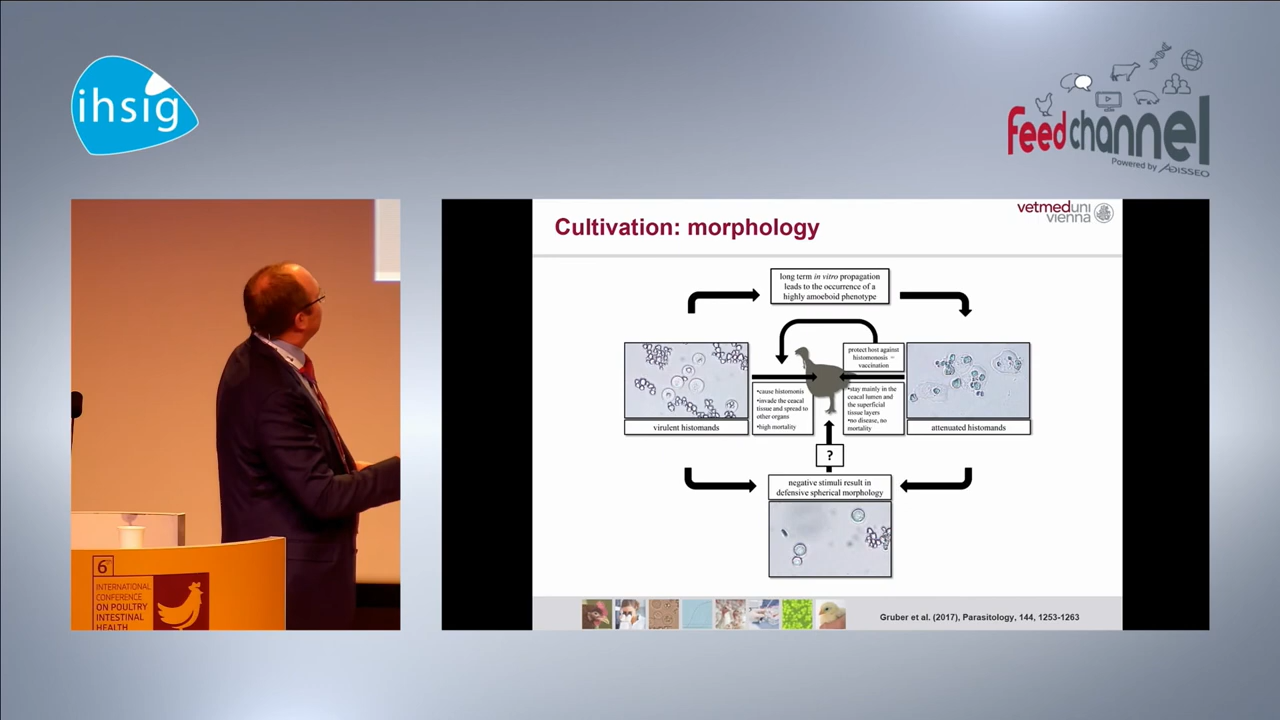 ihsig
feedchannel
Powered by ADISSEO
vetmeduni
vienna
Cultivation: morphology
long term in vitro propagation
leads to the occurrence of a
highly amoeboid phenotype
protect host against
histomonosis =
vaccination
•cause histomonis
•invade the ceacal
tissue and spread to
other organs
•high mortality
•stay mainly in the
ceacal lumen and
the superficial
tissue layers
•no disease, no
mortality
virulent histomands
attenuated histomands
?
negative stimuli result in
defensive spherical morphology
Gruber et al. (2017), Parasitology, 144, 1253-1263
6th
INTERNATIONAL
CONFERENCE
ON POULTRY
INTESTINAL
HEALTH